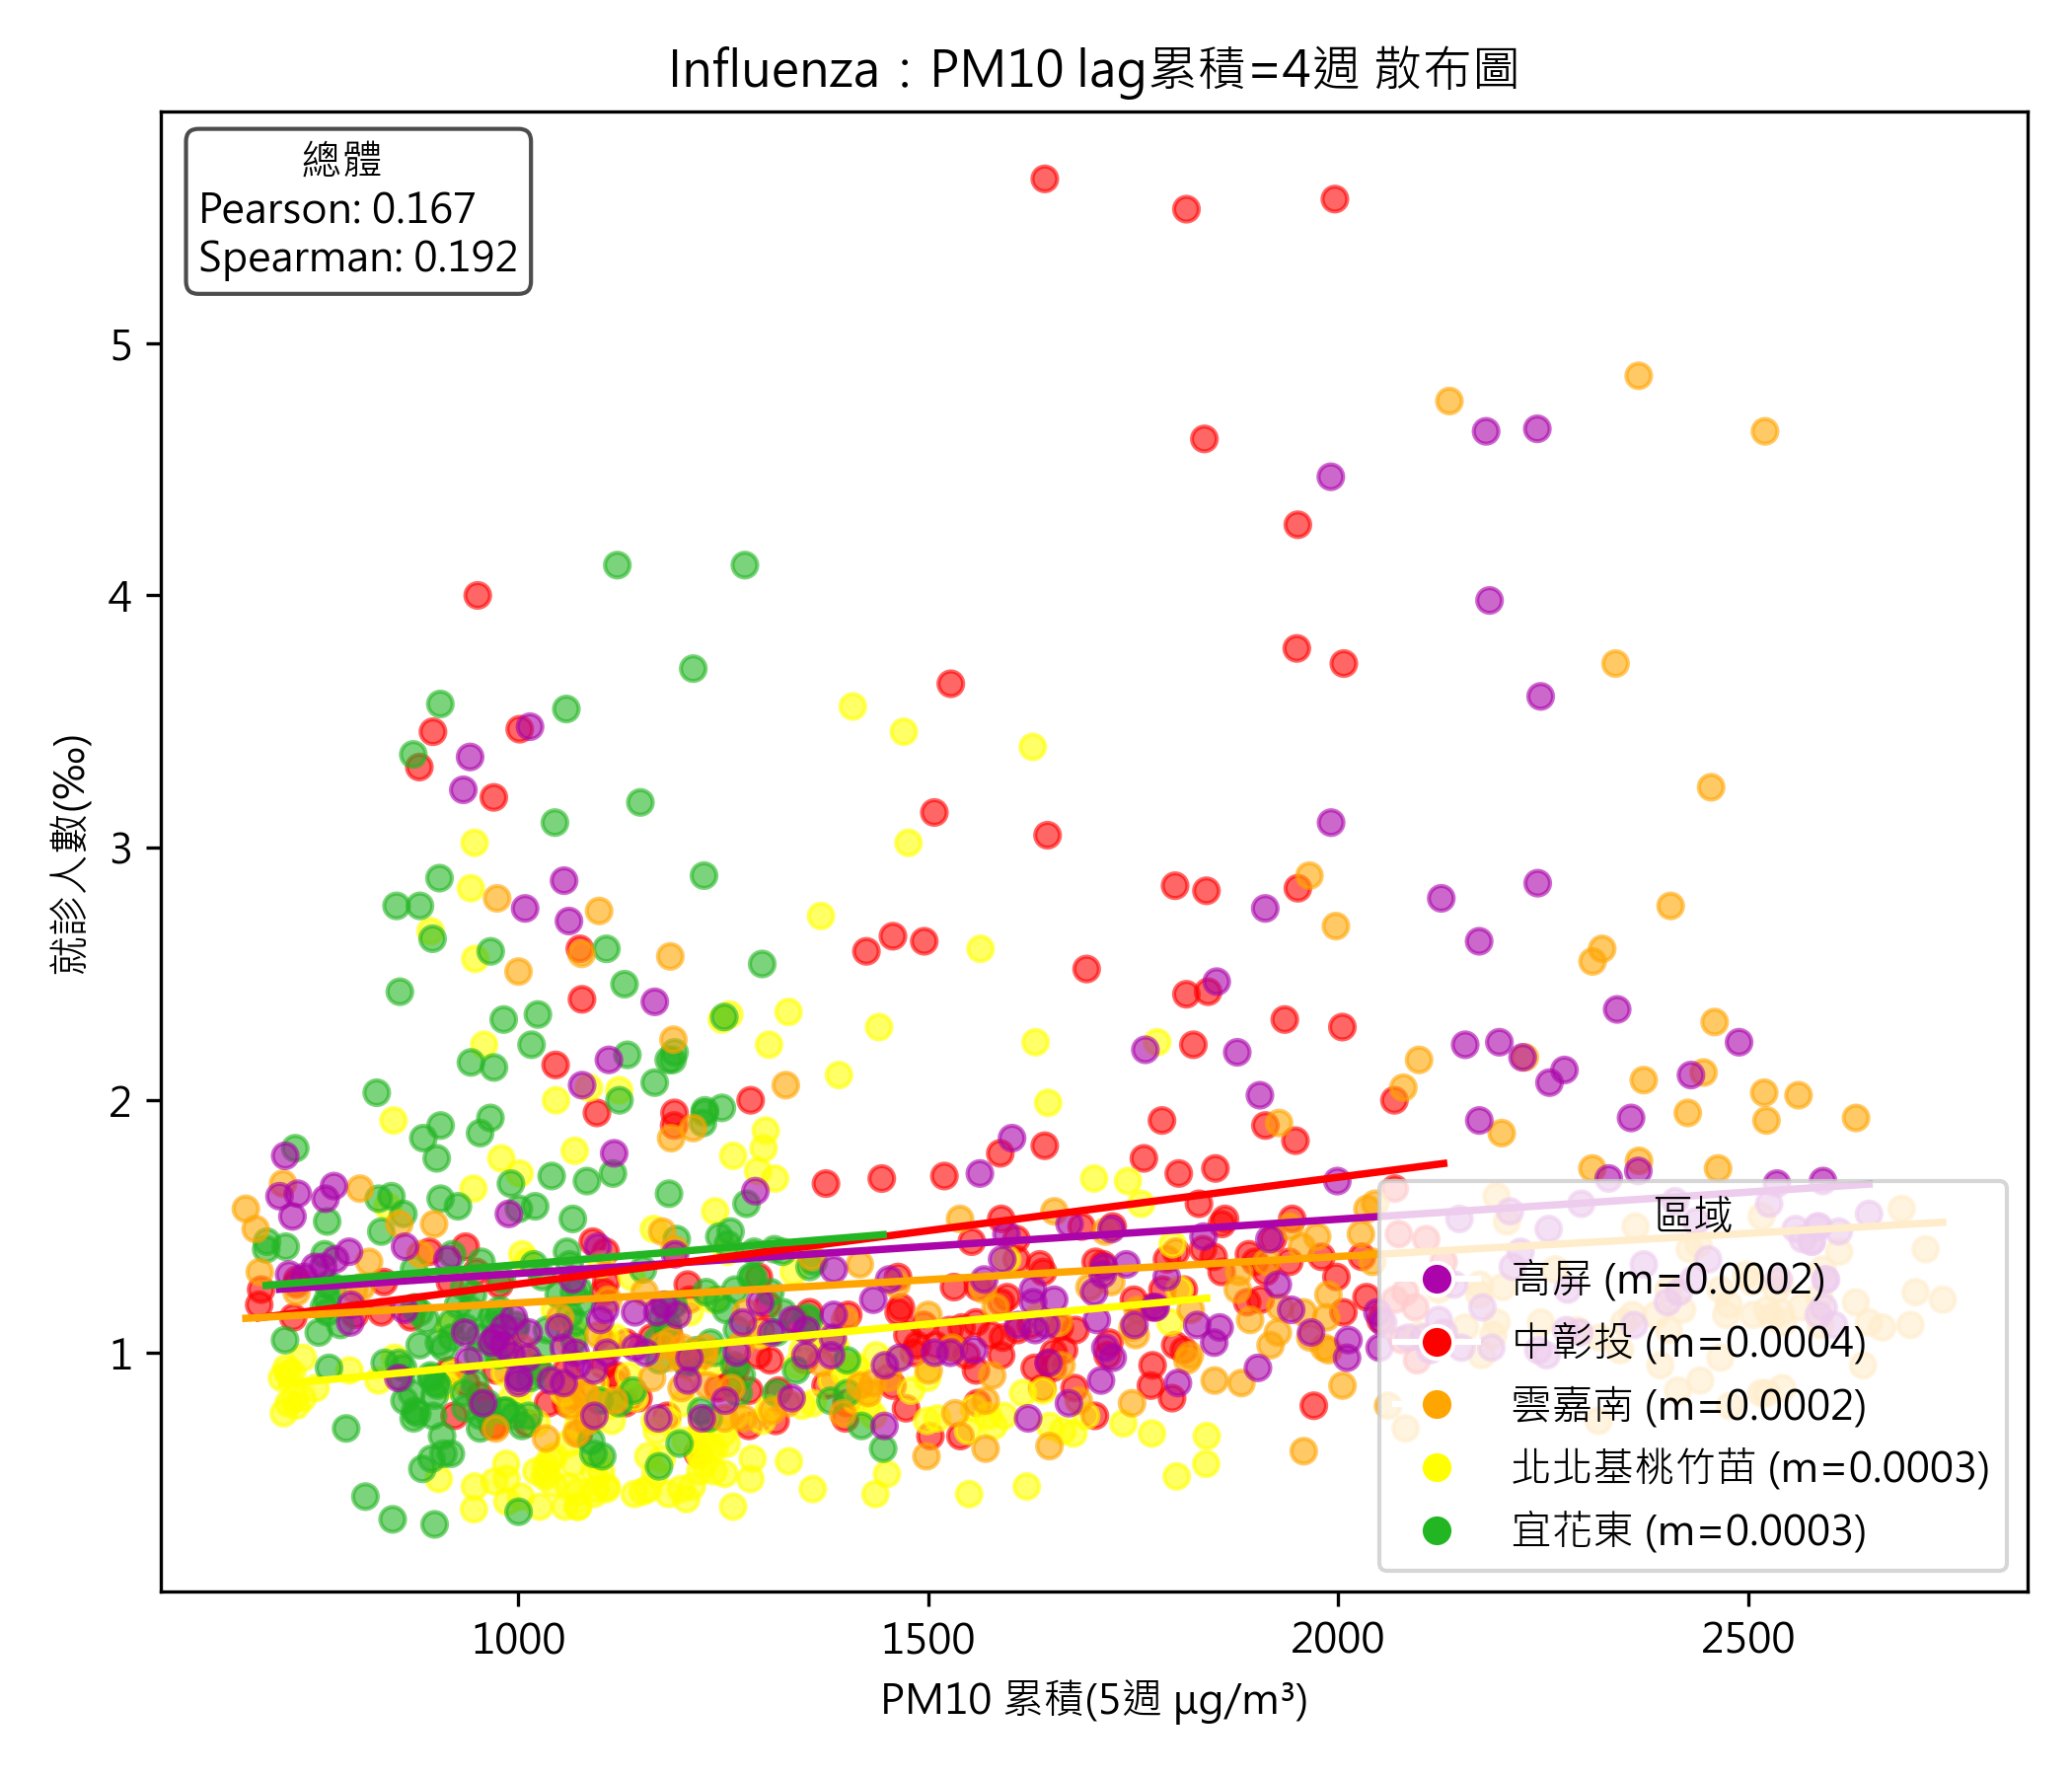 Influenza：PM10 lag累積=4週 散布圖
總體
Pearson: 0.167
Spearman: 0.192
就診人數(‰)
5
4
3
2
1
區域
高屏 (m=0.0002)
中彰投 (m=0.0004)
雲嘉南 (m=0.0002)
北北基桃竹苗 (m=0.0003)
宜花東 (m=0.0003)
1000
1500
2000
2500
PM10 累積(5週 μg/m³)